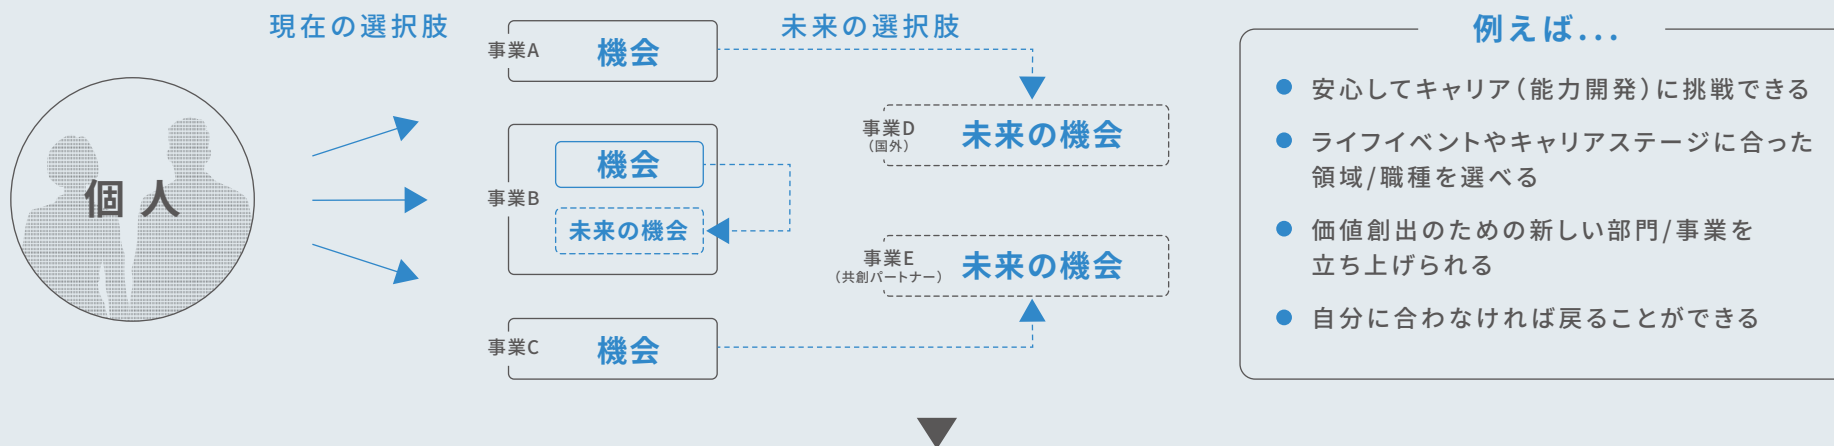 現在の選択肢
未来の選択肢
個人
事業A
機会
事業B
機会
未来の機会
事業C
機会
事業D
（国外）
未来の機会
事業E
（共創パートナー）
未来の機会
例えば...
● 安心してキャリア（能力開発）に挑戦できる
● ライフイベントやキャリアステージに合った
領域/職種を選べる
● 価値創出のための新しい部門/事業を
立ち上げられる
● 自分に合わなければ戻ることができる